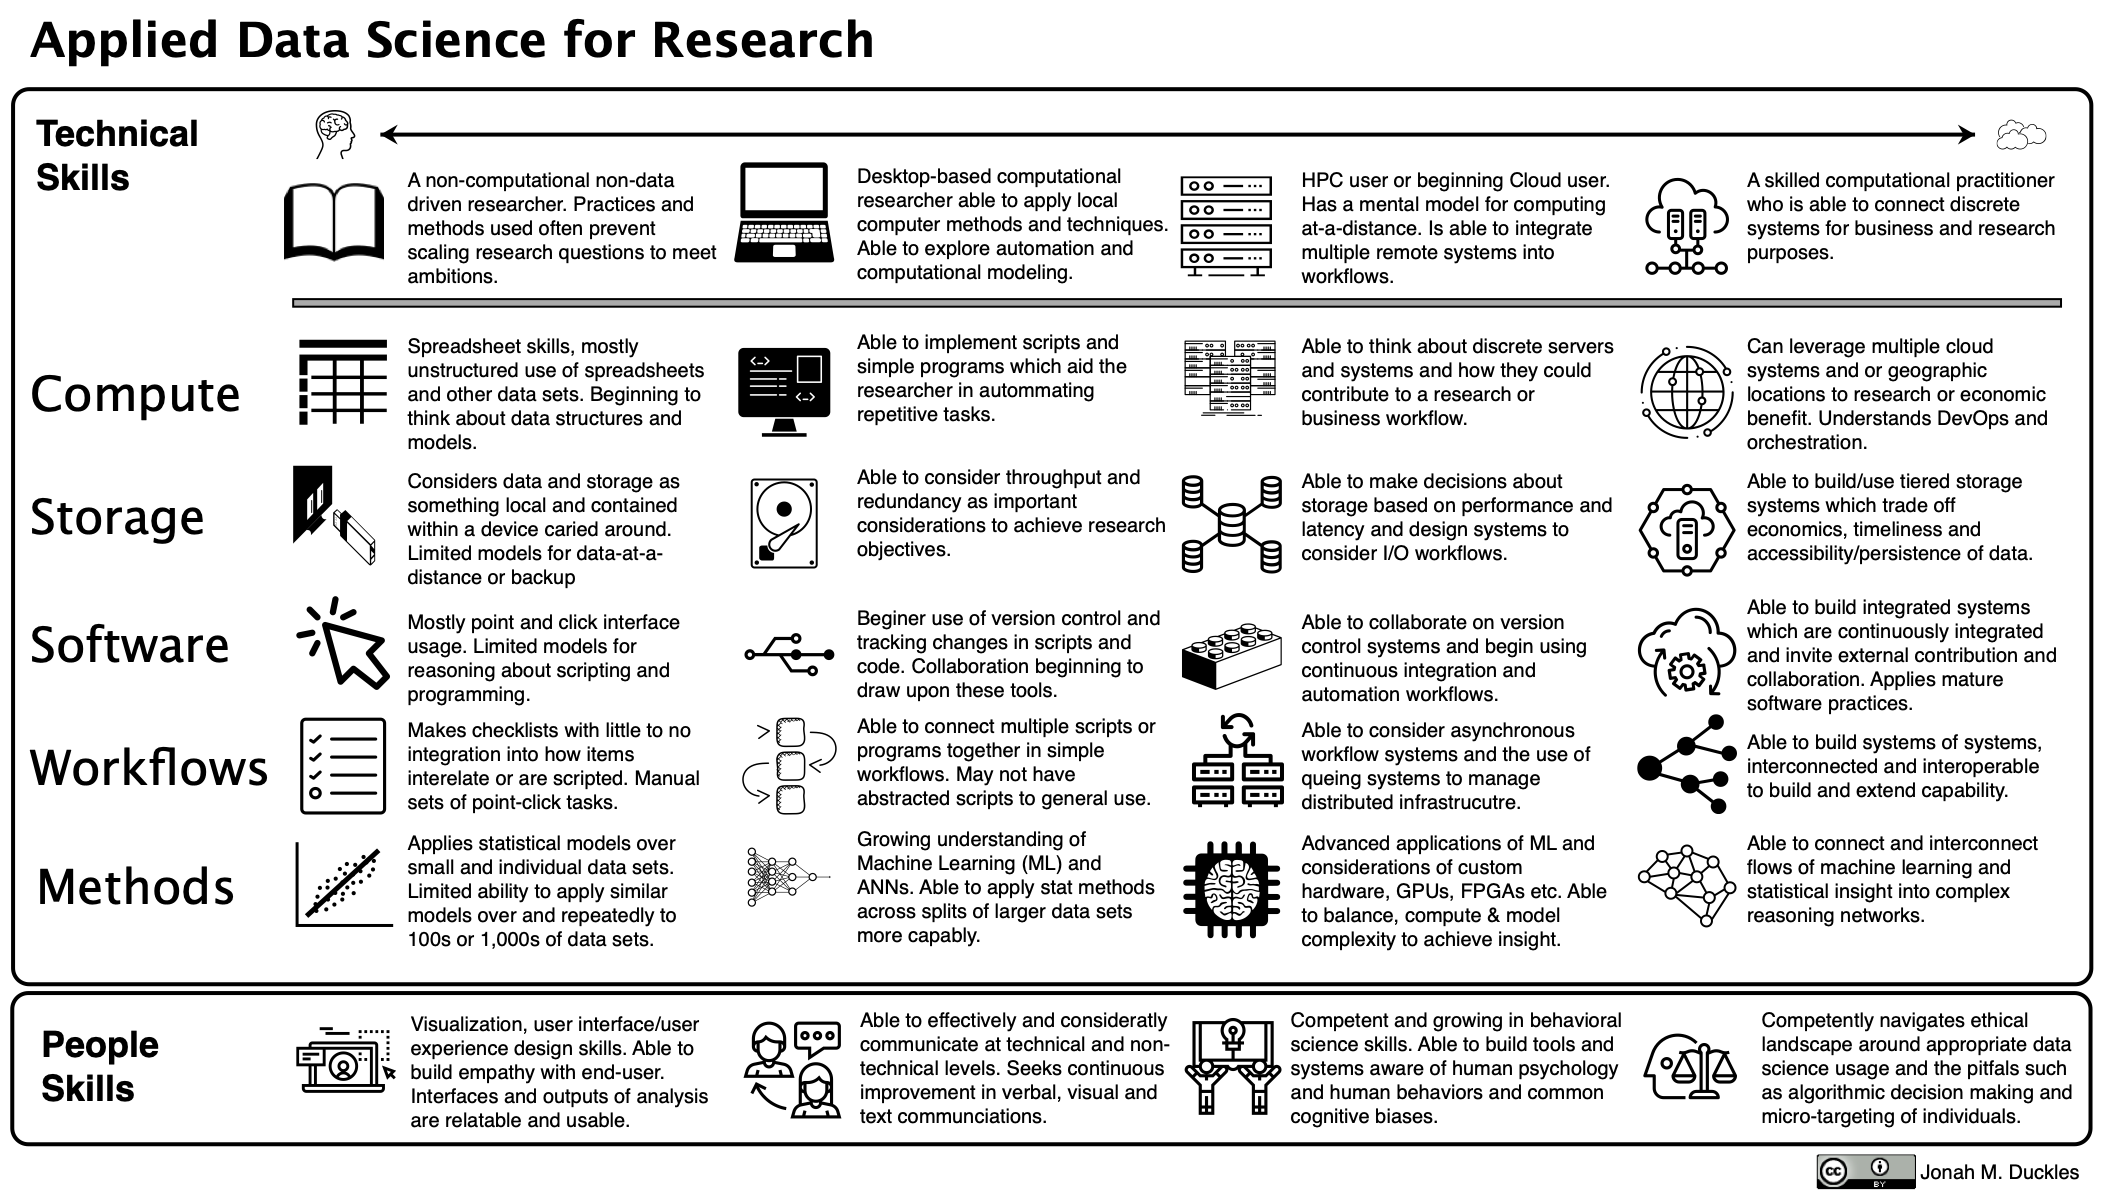 Applied Data Science for Research
Technical
Skills
A non-computational non-data
driven researcher. Practices and
methods used often prevent
scaling research questions to meet
ambitions.
Desktop-based computational
researcher able to apply local
computer methods and techniques.
Able to explore automation and
computational modeling.
HPC user or beginning Cloud user.
Has a mental model for computing
at-a-distance. Is able to integrate
multiple remote systems into
workflows.
A skilled computational practitioner
who is able to connect discrete
systems for business and research
purposes.
Compute
Spreadsheet skills, mostly
unstructured use of spreadsheets
and other data sets. Beginning to
think about data structures and
models.
Able to implement scripts and
simple programs which aid the
researcher in autommating
repetitive tasks.
Able to think about discrete servers
and systems and how they could
contribute to a research or
business workflow.
Can leverage multiple cloud
systems and or geographic
locations to research or economic
benefit. Understands DevOps and
orchestration.
Storage
Considers data and storage as
something local and contained
within a device caried around.
Limited models for data-at-a-
distance or backup
Able to consider throughput and
redundancy as important
considerations to achieve research
objectives.
Able to make decisions about
storage based on performance and
latency and design systems to
consider I/O workflows.
Able to build/use tiered storage
systems which trade off
economics, timeliness and
accessibility/persistence of data.
Software
Mostly point and click interface
usage. Limited models for
reasoning about scripting and
programming.
Beginer use of version control and
tracking changes in scripts and
code. Collaboration beginning to
draw upon these tools.
Able to collaborate on version
control systems and begin using
continuous integration and
automation workflows.
Able to build integrated systems
which are continuously integrated
and invite external contribution and
collaboration. Applies mature
software practices.
Workflows
Makes checklists with little to no
integration into how items
interelate or are scripted. Manual
sets of point-click tasks.
Able to connect multiple scripts or
programs together in simple
workflows. May not have
abstracted scripts to general use.
Able to consider asynchronous
workflow systems and the use of
queing systems to manage
distributed infrastrucutre.
Able to build systems of systems,
interconnected and interoperable
to build and extend capability.
Methods
Applies statistical models over
small and individual data sets.
Limited ability to apply similar
models over and repeatedly to
100s or 1,000s of data sets.
Growing understanding of
Machine Learning (ML) and
ANNs. Able to apply stat methods
across splits of larger data sets
more capably.
Advanced applications of ML and
considerations of custom
hardware, GPUs, FPGAs etc. Able
to balance, compute & model
complexity to achieve insight.
Able to connect and interconnect
flows of machine learning and
statistical insight into complex
reasoning networks.
People
Skills
Visualization, user interface/user
experience design skills. Able to
build empathy with end-user.
Interfaces and outputs of analysis
are relatable and usable.
Able to effectively and consideratly
communicate at technical and non-
technical levels. Seeks continuous
improvement in verbal, visual and
text communciations.
Competent and growing in behavioral
science skills. Able to build tools and
systems aware of human psychology
and human behaviors and common
cognitive biases.
Competently navigates ethical
landscape around appropriate data
science usage and the pitfals such
as algorithmic decision making and
micro-targeting of individuals.
cc BY Jonah M. Duckles